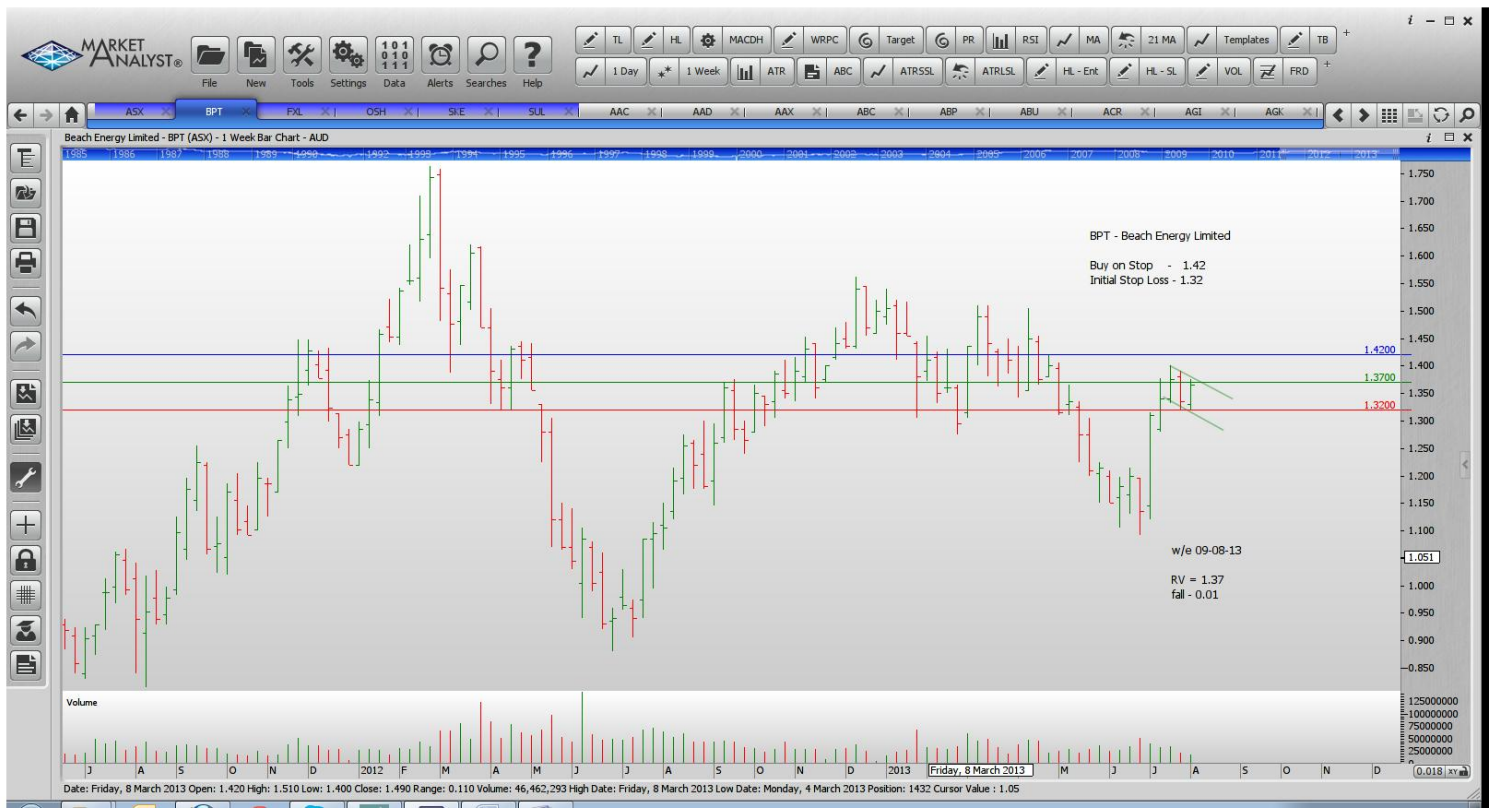 i
MARKET ANALYST®
File New Tools Settings Data Alerts Searches Help
TL HL MACDH WRPC Target PR RSI MA 21 MA Templates TB +
1 Day 1 Week ATR ABC ATRSSL ATRLSL HL - Ent HL - SL VOL FRD +
ASX BPT FXL OSH SKE SUL AAC AAD AAX ABC ABP ABU ACR AGI AGK
Beach Energy Limited - BPT (ASX) - 1 Week Bar Chart - AUD
i
1985 1986 1987 1988 1989 1990 1992 1993 1994 1995 1996 1997 1998 1999 2000 2001 2002 2003 2004 2005 2006 2007 2008 2009 2010 2011 2012 2013
1.750
1.700
1.650
1.600
1.550
1.500
1.450
1.400
1.350
1.300
1.250
1.200
1.150
1.100
1.051
1.000
0.950
0.900
0.850
BPT - Beach Energy Limited
Buy on Stop - 1.42
Initial Stop Loss - 1.32
1.4200
1.3700
1.3200
w/e 09-08-13
RV = 1.37
fall - 0.01
Volume
125000000
100000000
75000000
50000000
25000000
0
J A S O N D 2012 F M A M J J A S O N D 2013 Friday, 8 March 2013 M J J A S O N D
0.018 XY
Date: Friday, 8 March 2013 Open: 1.420 High: 1.510 Low: 1.400 Close: 1.490 Range: 0.110 Volume: 46,462,293 High Date: Friday, 8 March 2013 Low Date: Monday, 4 March 2013 Position: 1432 Cursor Value : 1.05